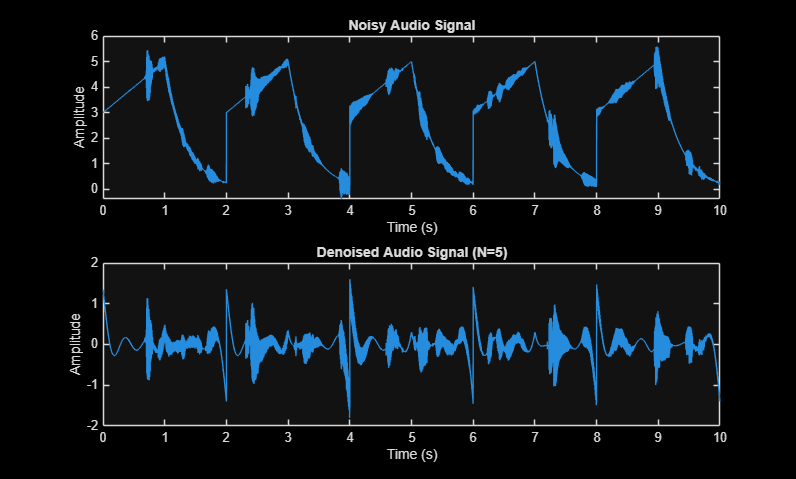 Noisy Audio Signal
6
5
4
3
2
1
0
Amplitude
0 1 2 3 4 5 6 7 8 9 10
Time (s)
Denoised Audio Signal (N=5)
2
1
0
-1
-2
Amplitude
0 1 2 3 4 5 6 7 8 9 10
Time (s)